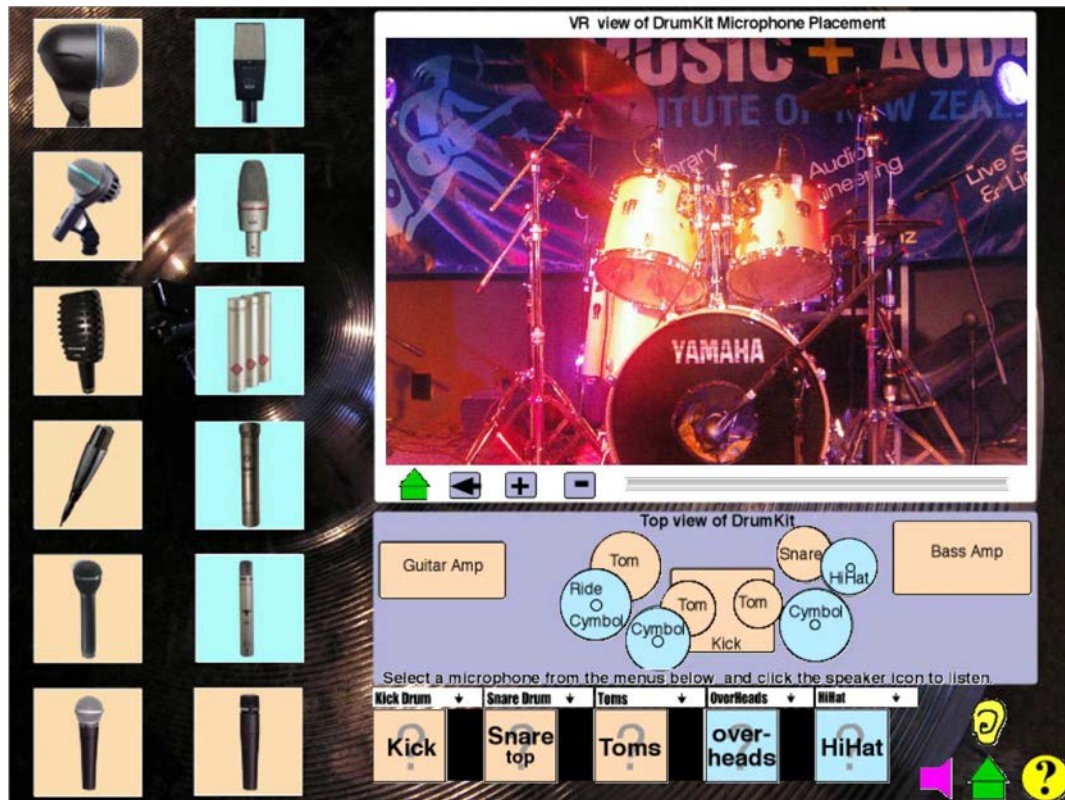 VR view of DrumKit Microphone Placement
MUSIC + AUDI
ITUTE OF NEW ZEAL
Audio
Live S
& Li
YAMAHA
+
-
Top view of DrumKit
Guitar Amp
Bass Amp
Tom
Snare
HiHat
Ride
Cymbol
Tom
Tom
Cymbol
Cymbol
Kick
Select a microphone from the menus below and click the speaker icon to listen.
Kick Drum
Snare Drum
Toms
OverHeads
HiHat
?
Kick
?
Snare
top
?
Toms
?
over-
heads
?
HiHat
?